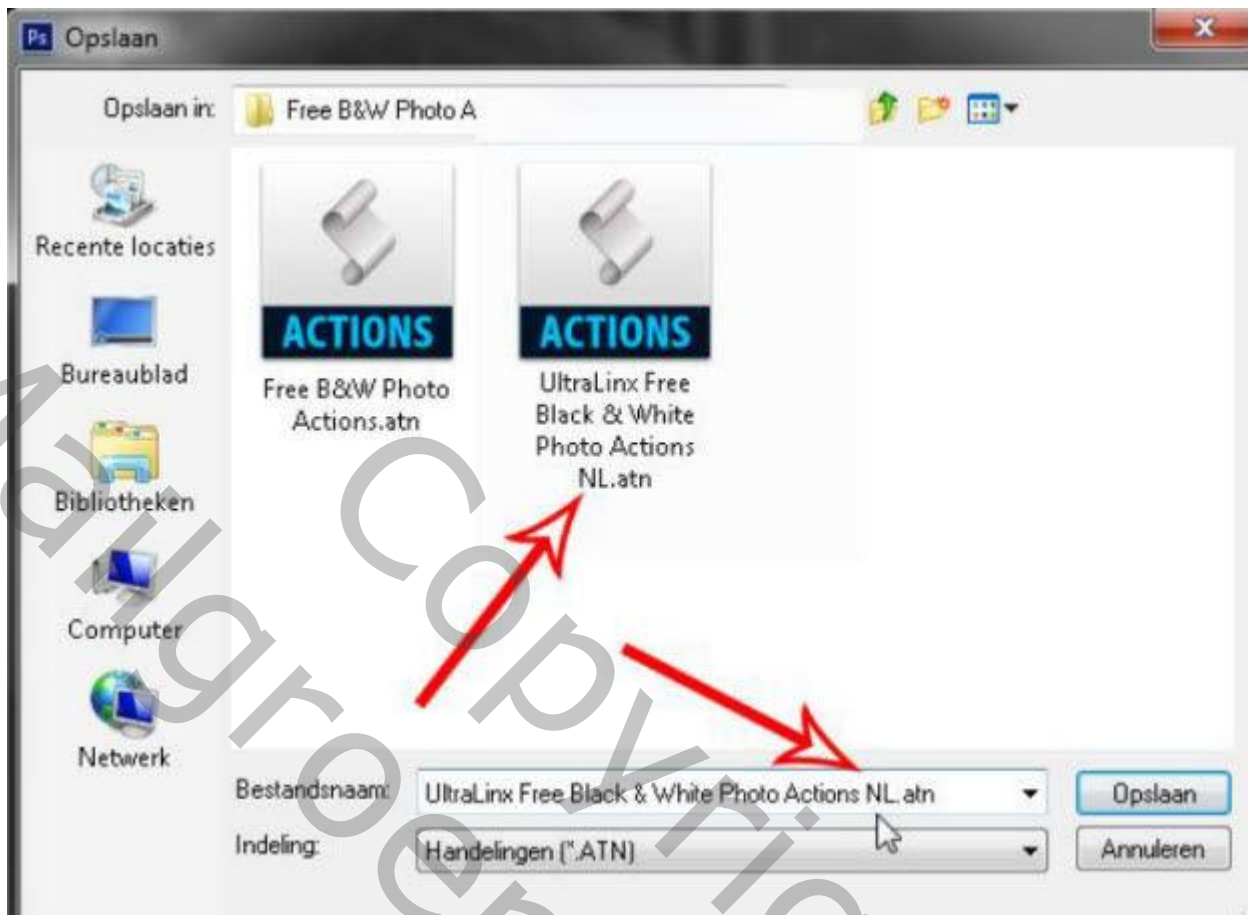 Ps Opslaan
Opslaan in: Free B&W Photo A
Recente locaties
Bureaublad
Bibliotheken
Computer
Netwerk
ACTIONS
Free B&W Photo
Actions.atn
ACTIONS
UltraLinx Free
Black & White
Photo Actions
NL.atn
Bestandsnaam: UltraLinx Free Black & White Photo Actions NL.atn Opslaan
Indeling: Handelingen (*.ATN) Annuleren
Copyri